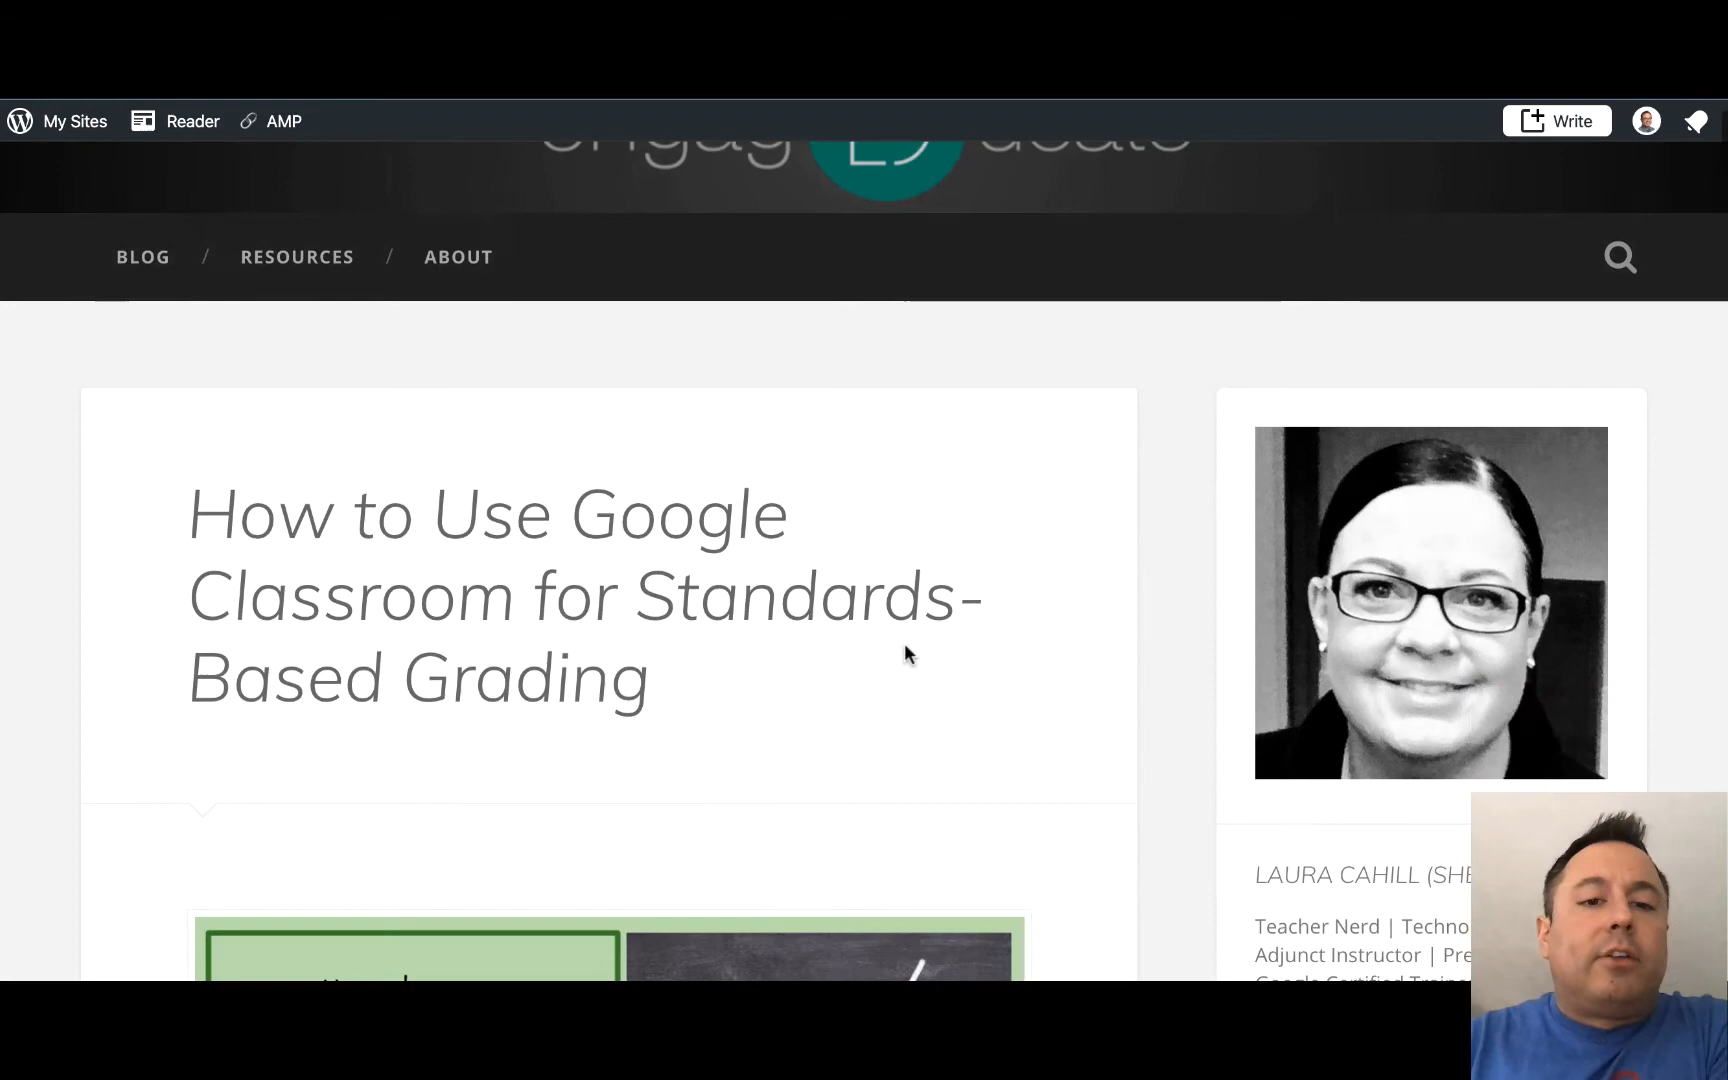 My Sites Reader AMP Write
BLOG / RESOURCES / ABOUT
How to Use Google
Classroom for Standards-
Based Grading
LAURA CAHILL (SHE
Teacher Nerd | Techno
Adjunct Instructor | Pre